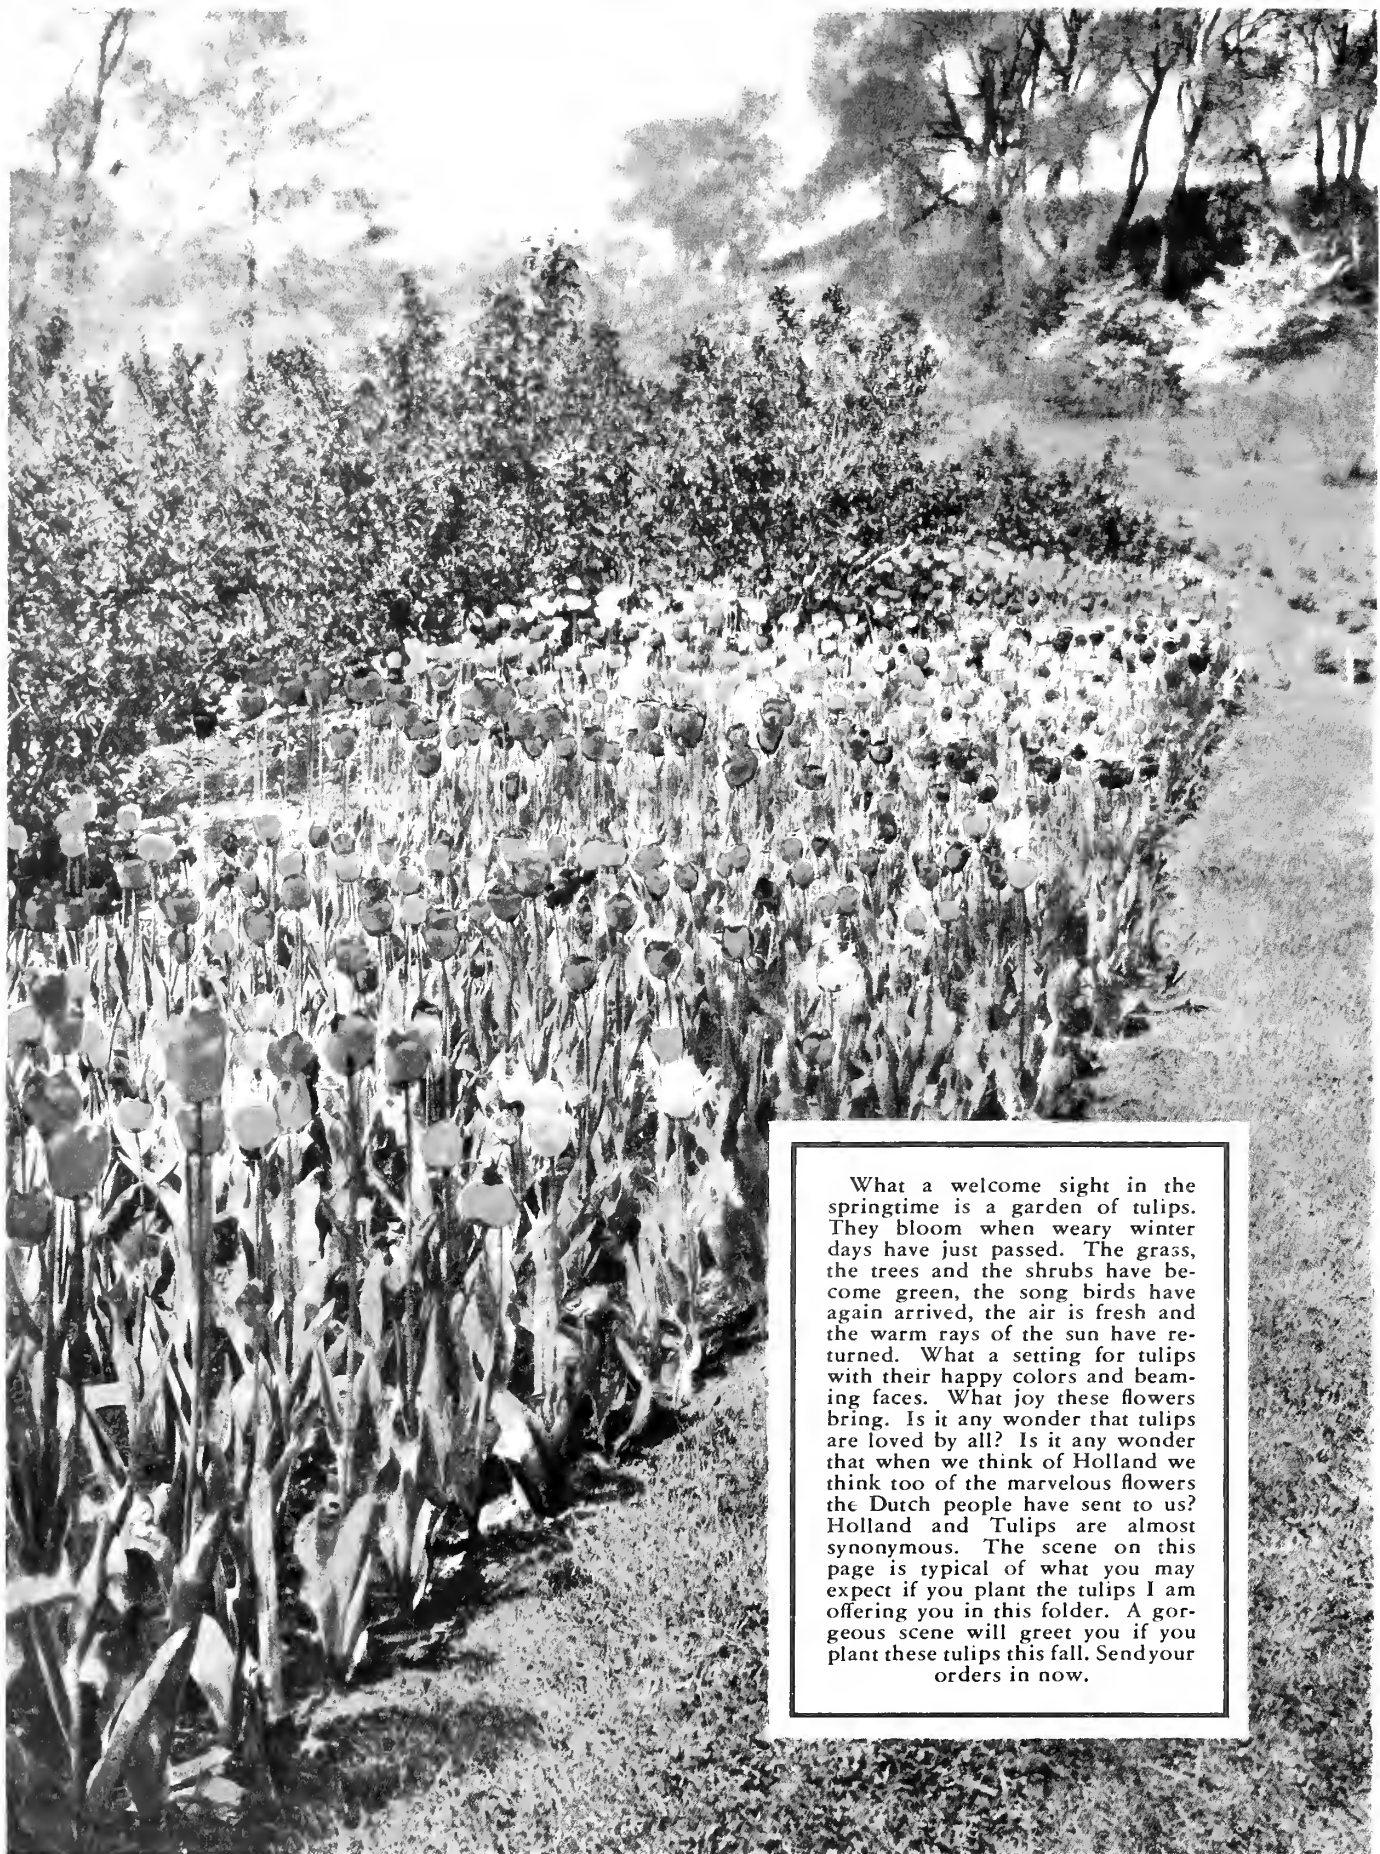 What a welcome sight in the
springtime is a garden of tulips.
They bloom when weary winter
days have just passed. The grass,
the trees and the shrubs have be-
come green, the song birds have
again arrived, the air is fresh and
the warm rays of the sun have re-
turned. What a setting for tulips
with their happy colors and beam-
ing faces. What joy these flowers
bring. Is it any wonder that tulips
are loved by all? Is it any wonder
that when we think of Holland we
think too of the marvelous flowers
the Dutch people have sent to us?
Holland and Tulips are almost
synonymous. The scene on this
page is typical of what you may
expect if you plant the tulips I am
offering you in this folder. A gor-
geous scene will greet you if you
plant these tulips this fall. Send your
orders in now.